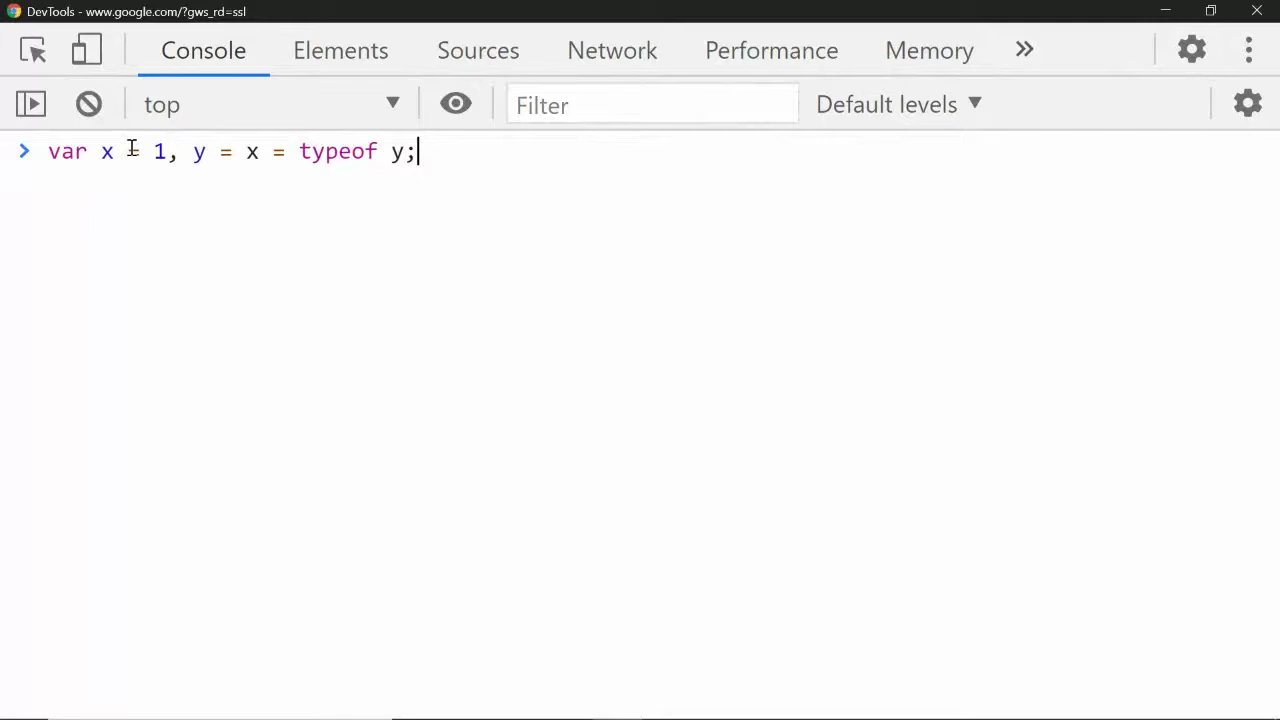 DevTools - www.google.com/?gws_rd=ssl
Console Elements Sources Network Performance Memory »
top Filter Default levels
> var x = 1, y = x = typeof y;